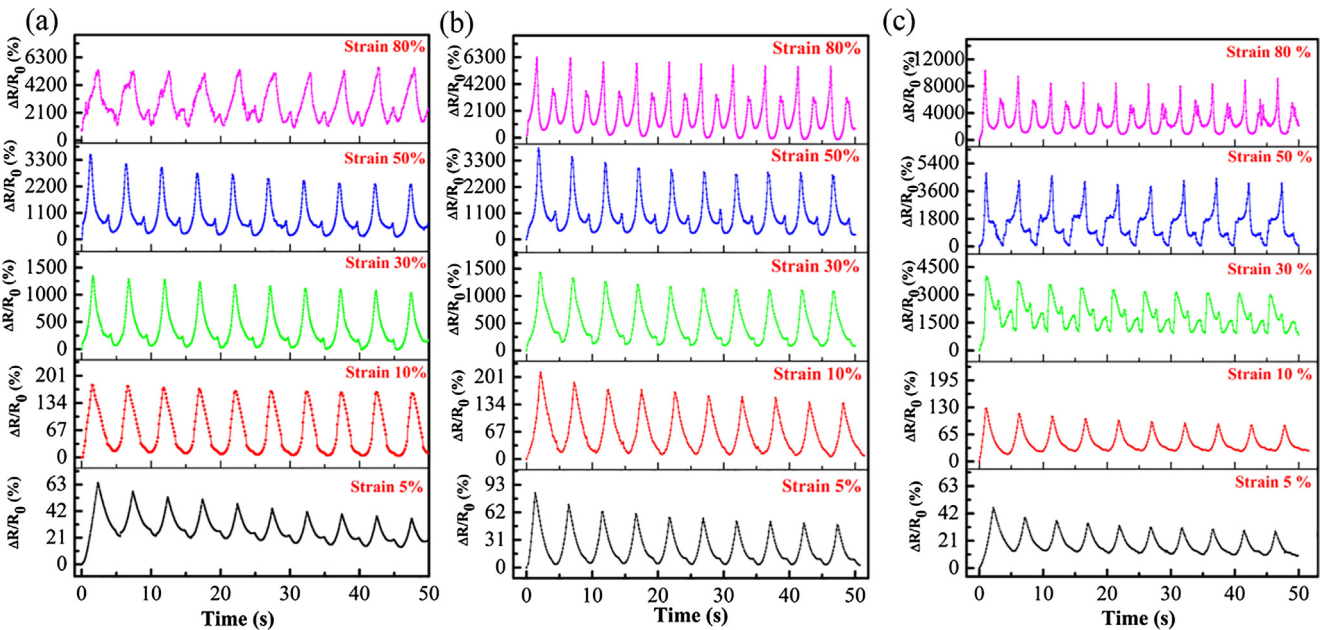 (a)
ΔR/R0 (%)
6300
4200
2100
0
Strain 80%
ΔR/R0 (%)
3300
2200
1100
0
Strain 50%
ΔR/R0 (%)
1500
1000
500
0
Strain 30%
ΔR/R0 (%)
201
134
67
0
Strain 10%
ΔR/R0 (%)
63
42
21
0
Strain 5%
0 10 20 30 40 50
Time (s)
(b)
ΔR/R0 (%)
6300
4200
2100
0
Strain 80%
ΔR/R0 (%)
3300
2200
1100
0
Strain 50%
ΔR/R0 (%)
1500
1000
500
0
Strain 30%
ΔR/R0 (%)
201
134
67
0
Strain 10%
ΔR/R0 (%)
93
62
31
0
Strain 5%
0 10 20 30 40 50
Time (s)
(c)
ΔR/R0 (%)
12000
8000
4000
0
Strain 80 %
ΔR/R0 (%)
5400
3600
1800
0
Strain 50 %
ΔR/R0 (%)
4500
3000
1500
0
Strain 30 %
ΔR/R0 (%)
195
130
65
0
Strain 10 %
ΔR/R0 (%)
63
42
21
0
Strain 5 %
0 10 20 30 40 50
Time (s)